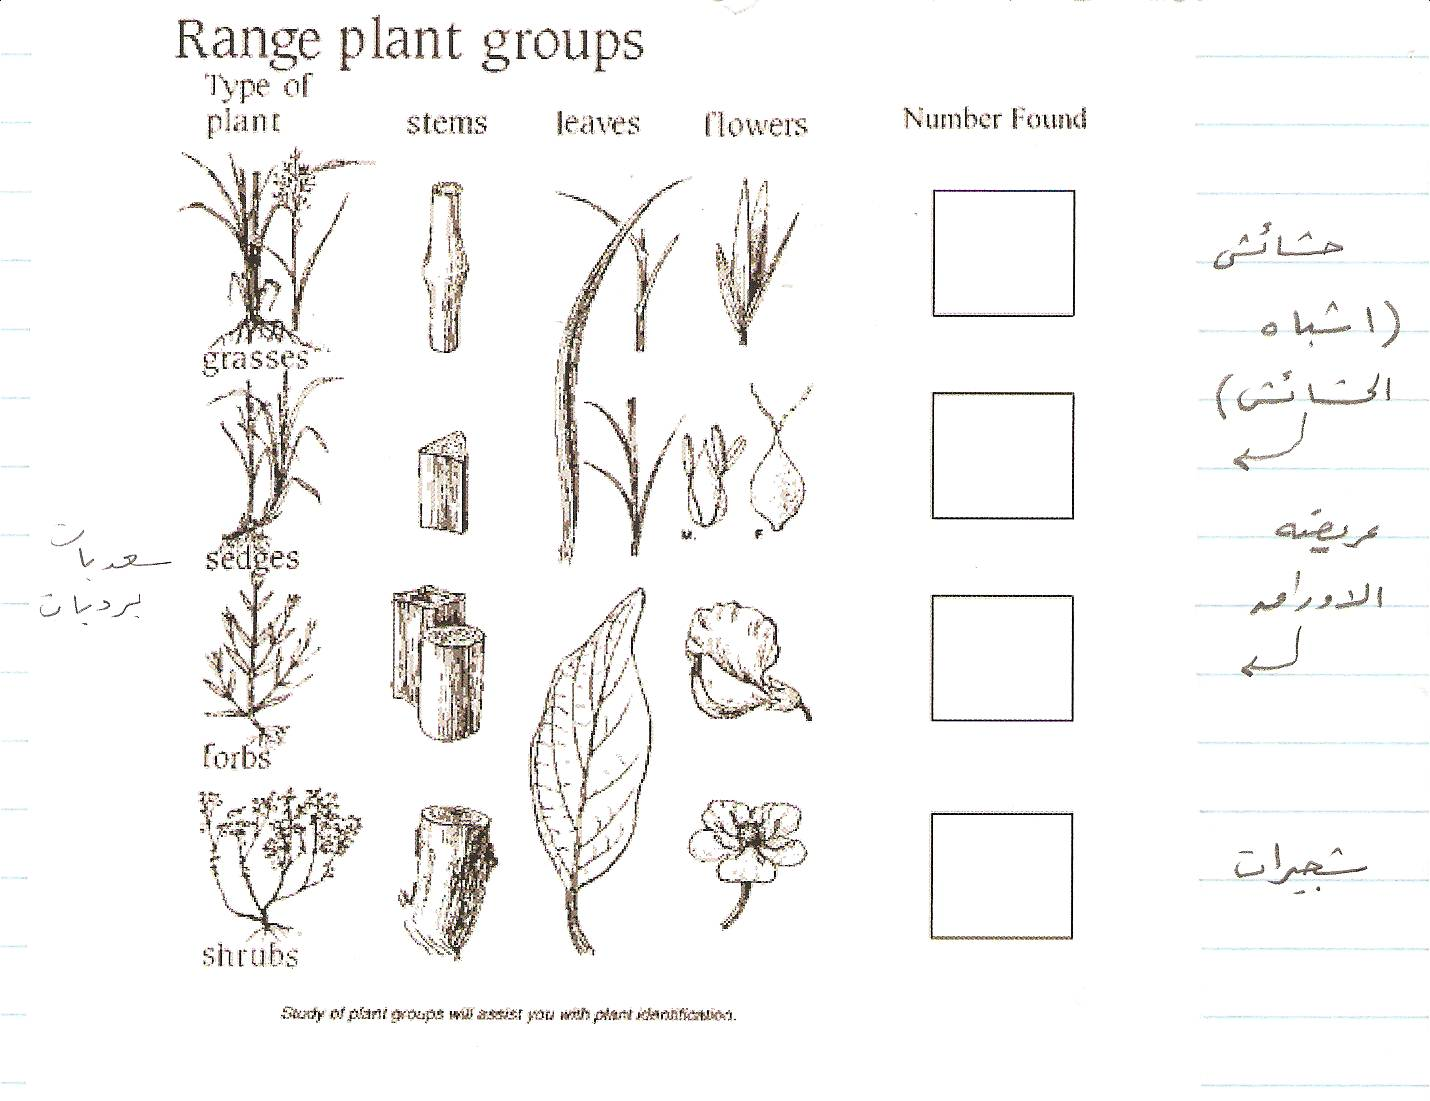 Range plant groups
Type of
plant
stems
leaves
flowers
Number Found
grasses
حشائش
(اشباه
الحشائش)
sedges
M.
F.
سعديات
برديات
forbs
عريضه
الاوراق
shrubs
شجيرات
Study of plant groups will assist you with plant identification.